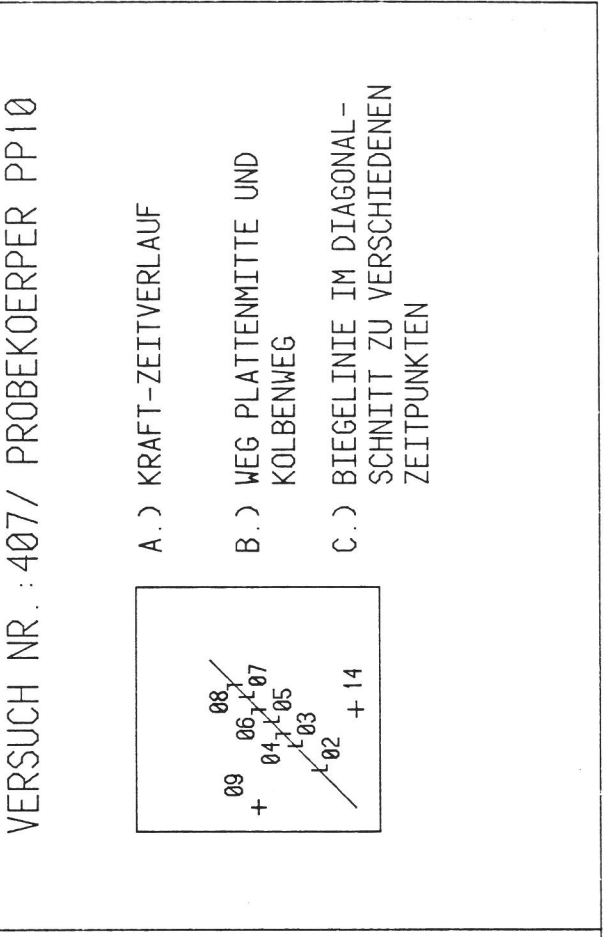 VERSUCH NR.:407/ PROBEKOERPER PP10
A.) KRAFT-ZEITVERLAUF
B.) WEG PLATTENMITTE UND
KOLBENWEG
C.) BIEGELINIE IM DIAGONAL-
SCHNITT ZU VERSCHIEDENEN
ZEITPUNKTEN
09
08
07
06
05
04
03
02
14